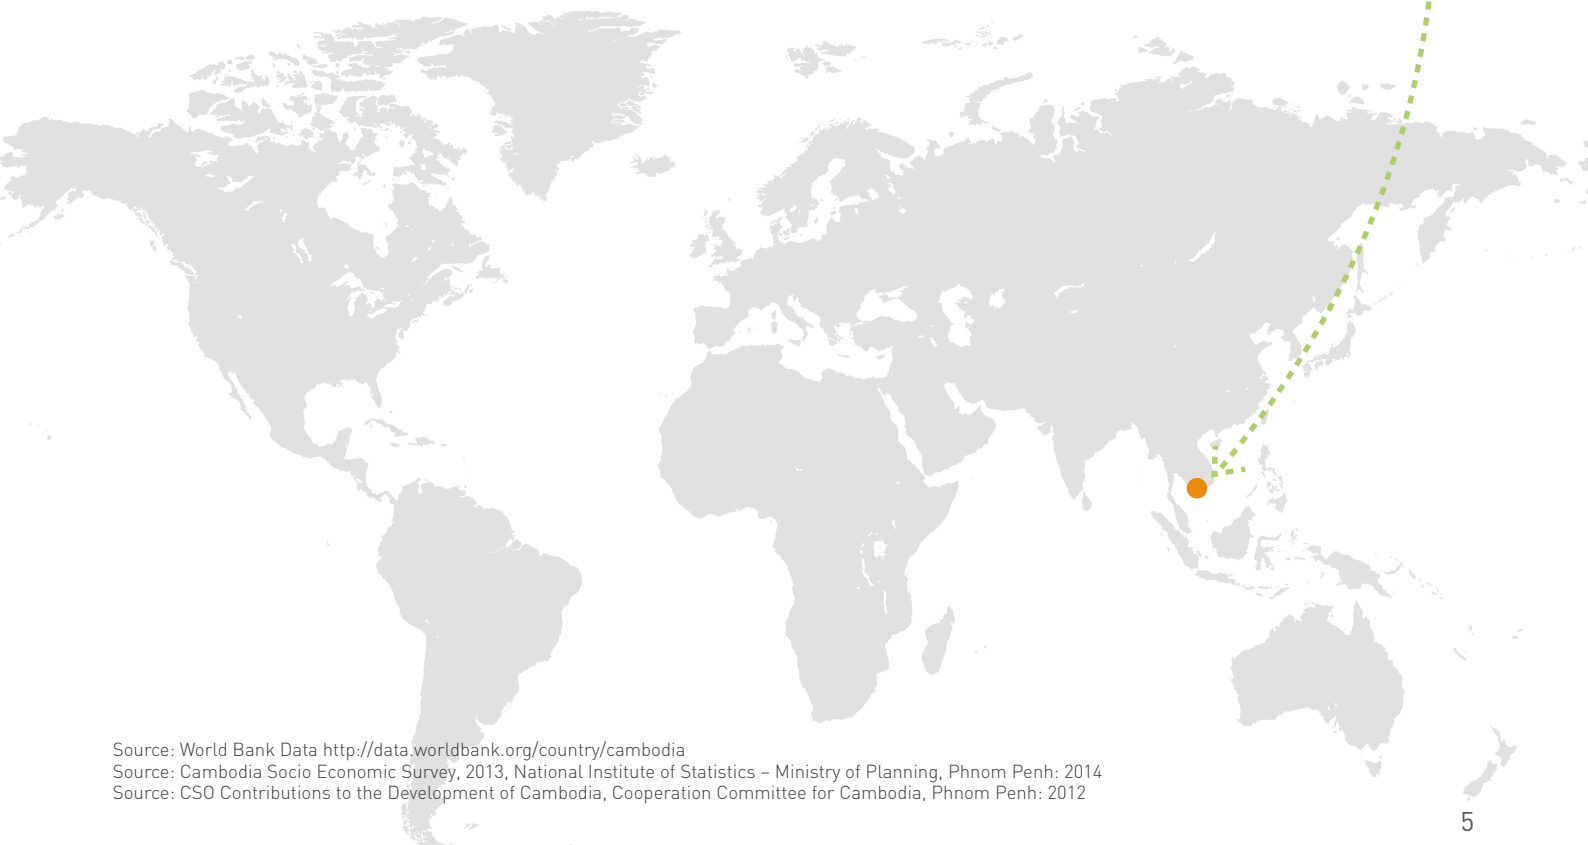 Source: World Bank Data http://data.worldbank.org/country/cambodia
Source: Cambodia Socio Economic Survey, 2013, National Institute of Statistics – Ministry of Planning, Phnom Penh: 2014
Source: CSO Contributions to the Development of Cambodia, Cooperation Committee for Cambodia, Phnom Penh: 2012
5